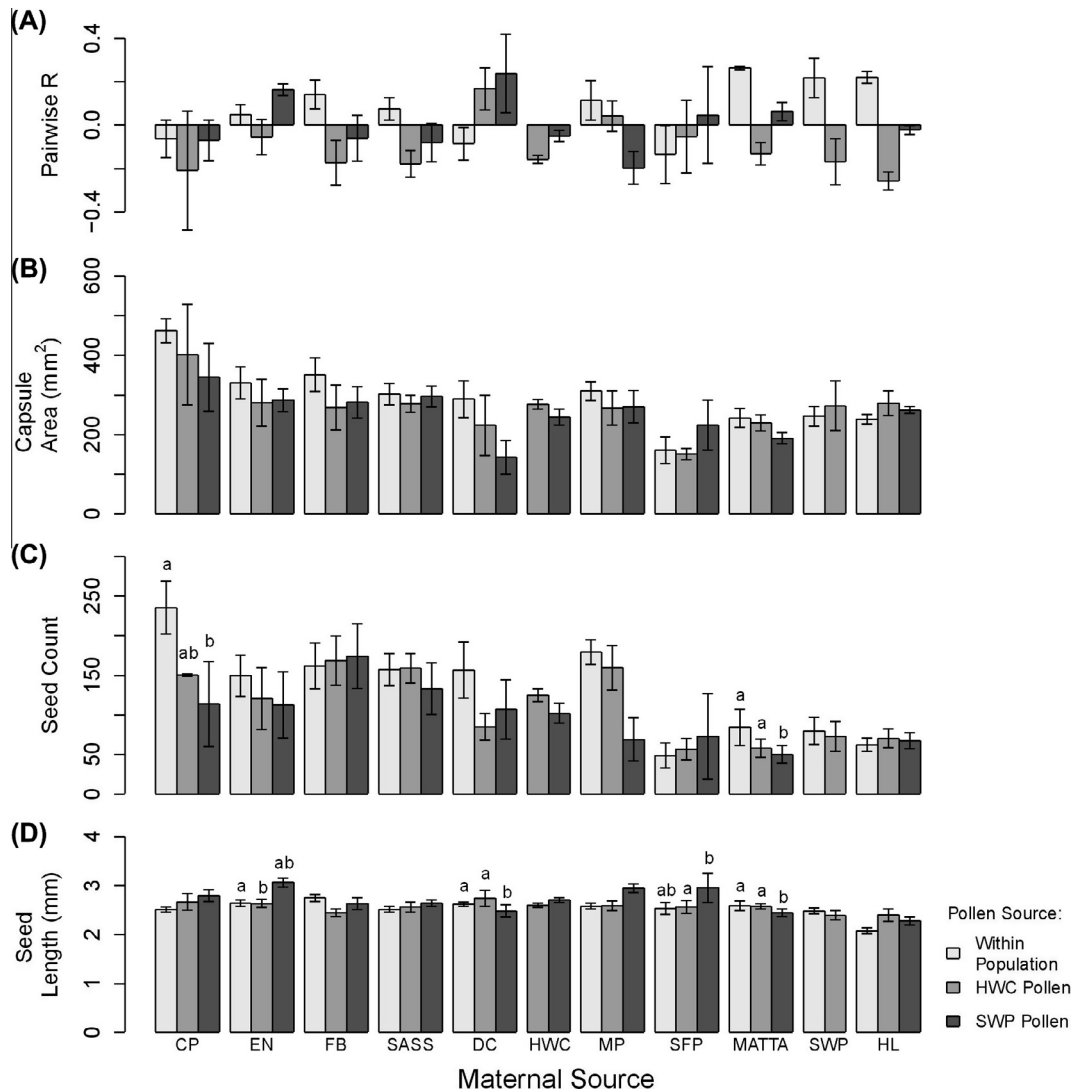 (A)
Pairwise R
0.4
0.0
−0.4
(B)
Capsule
Area (mm²)
600
400
200
0
(C)
Seed Count
250
150
50
0
a
ab
b
a
a
b
(D)
Seed
Length (mm)
4
3
2
1
0
a
b
ab
a
a
b
ab
a
b
a
a
b
CP
EN
FB
SASS
DC
HWC
MP
SFP
MATTA
SWP
HL
Maternal Source
Pollen Source:
Within
Population
HWC Pollen
SWP Pollen